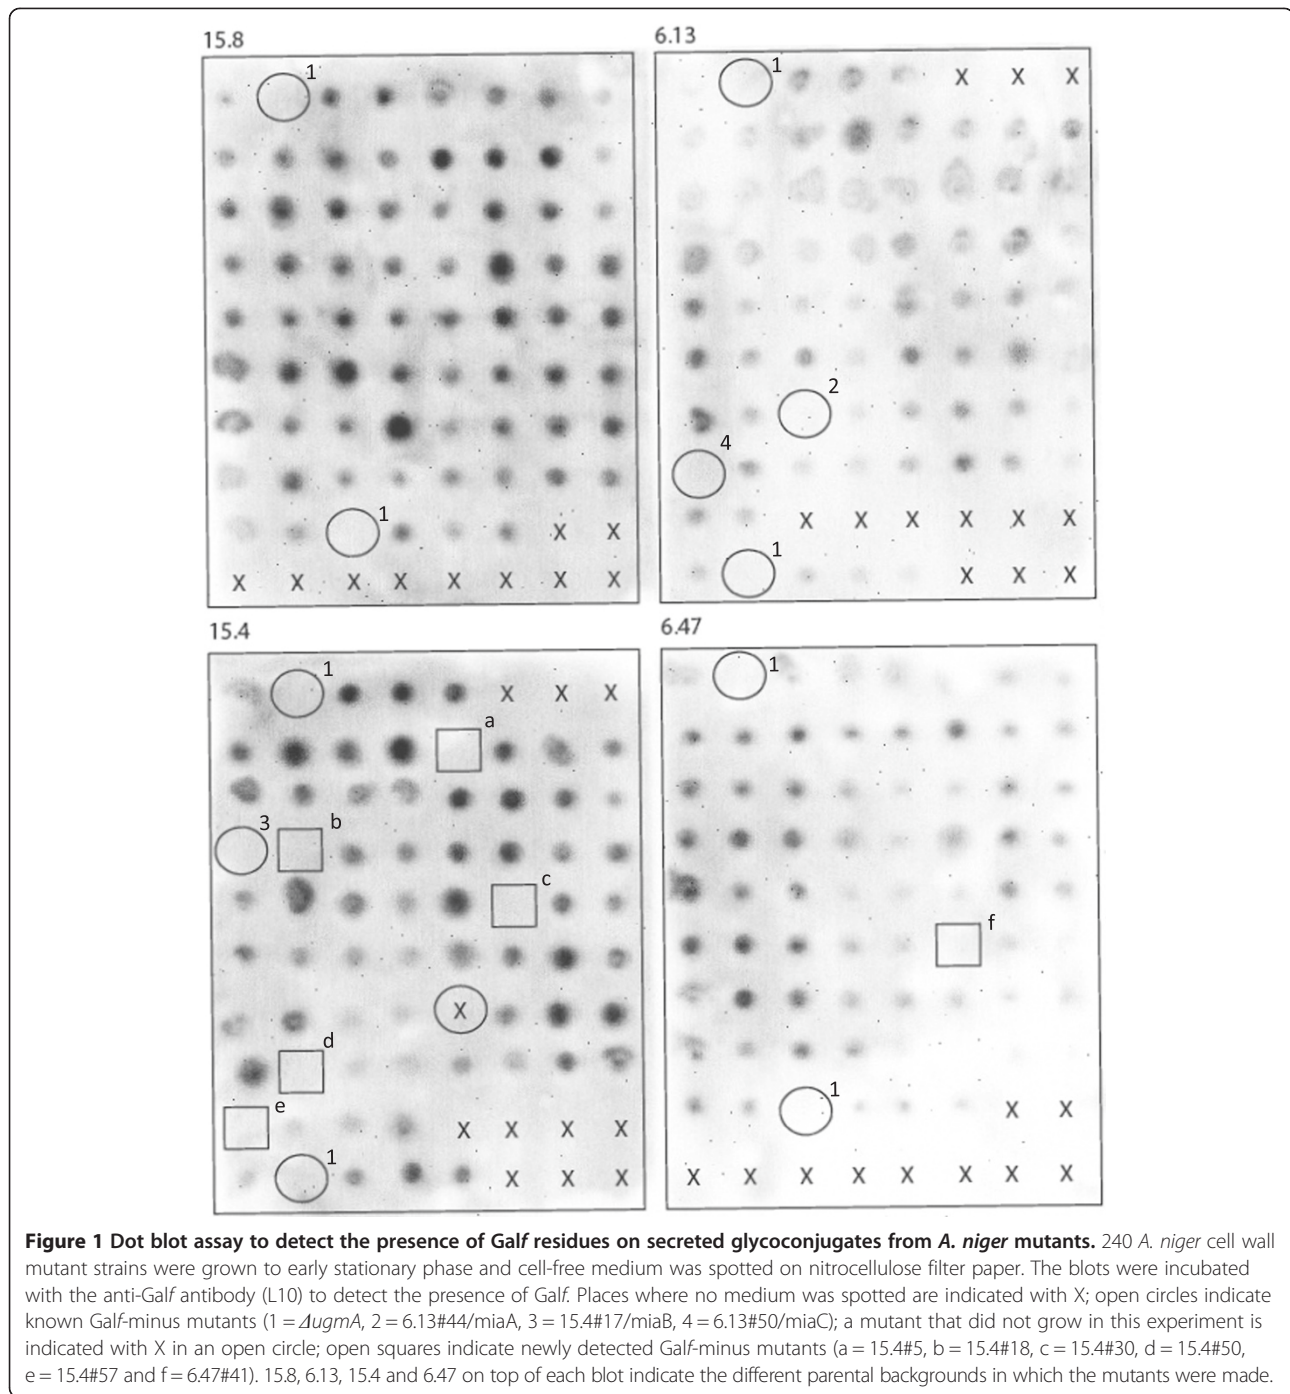 15.8
6.13
1
1
X X X
2
4
1
X X
X X X X X X
1
X X X X X X X X
X X X
15.4
6.47
1
1
X X X
a
3
b
c
f
X
d
e
1
X X
X X X X
1
X X X
X X X X X X X X
Figure 1 Dot blot assay to detect the presence of Galf residues on secreted glycoconjugates from A. niger mutants. 240 A. niger cell wall
mutant strains were grown to early stationary phase and cell-free medium was spotted on nitrocellulose filter paper. The blots were incubated
with the anti-Galf antibody (L10) to detect the presence of Galf. Places where no medium was spotted are indicated with X; open circles indicate
known Galf-minus mutants (1 = ΔugmA, 2 = 6.13#44/miaA, 3 = 15.4#17/miaB, 4 = 6.13#50/miaC); a mutant that did not grow in this experiment is
indicated with X in an open circle; open squares indicate newly detected Galf-minus mutants (a = 15.4#5, b = 15.4#18, c = 15.4#30, d = 15.4#50,
e = 15.4#57 and f = 6.47#41). 15.8, 6.13, 15.4 and 6.47 on top of each blot indicate the different parental backgrounds in which the mutants were made.